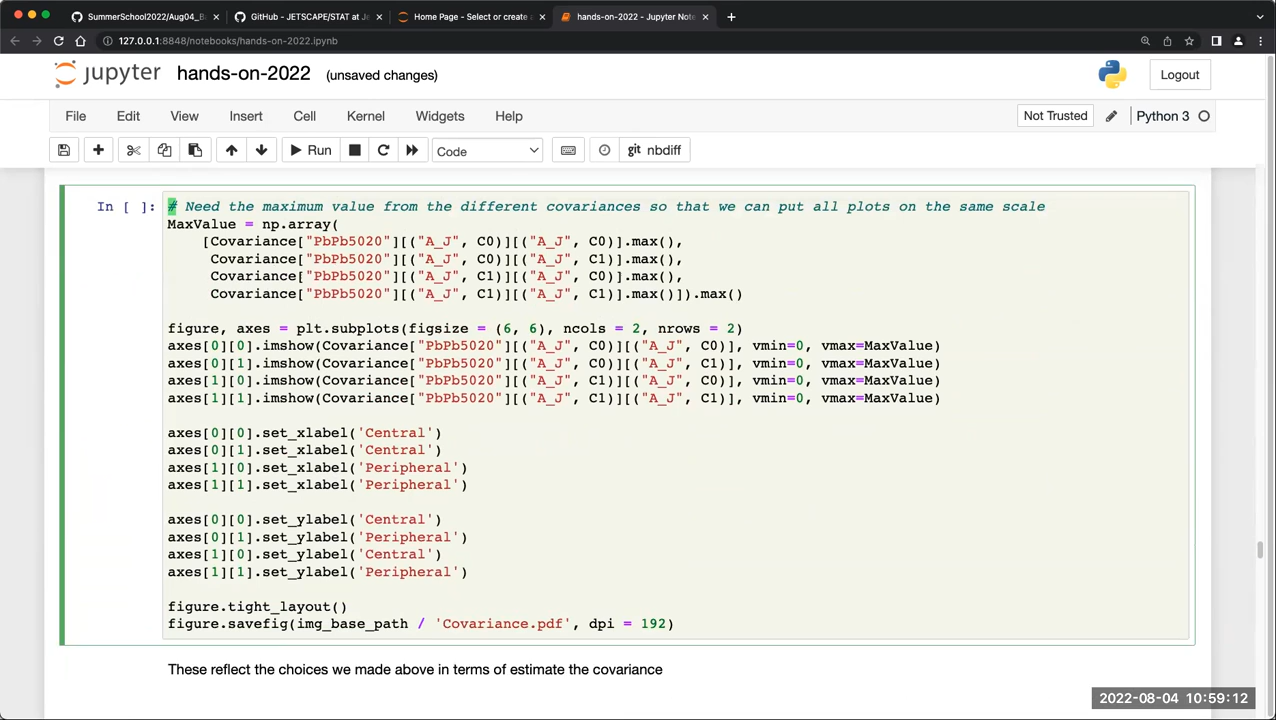 SummerSchool2022/Aug04_B
GitHub - JETSCAPE/STAT at Je
Home Page - Select or create a
hands-on-2022 - Jupyter Note
127.0.0.1:8848/notebooks/hands-on-2022.ipynb
jupyter hands-on-2022 (unsaved changes)
Logout
File Edit View Insert Cell Kernel Widgets Help
Not Trusted Python 3
Run Code git nbdiff
In [ ]:
# Need the maximum value from the different covariances so that we can put all plots on the same scale
MaxValue = np.array(
    [Covariance["PbPb5020"][("A_J", C0)][("A_J", C0)].max(),
     Covariance["PbPb5020"][("A_J", C0)][("A_J", C1)].max(),
     Covariance["PbPb5020"][("A_J", C1)][("A_J", C0)].max(),
     Covariance["PbPb5020"][("A_J", C1)][("A_J", C1)].max()]).max()
figure, axes = plt.subplots(figsize = (6, 6), ncols = 2, nrows = 2)
axes[0][0].imshow(Covariance["PbPb5020"][("A_J", C0)][("A_J", C0)], vmin=0, vmax=MaxValue)
axes[0][1].imshow(Covariance["PbPb5020"][("A_J", C0)][("A_J", C1)], vmin=0, vmax=MaxValue)
axes[1][0].imshow(Covariance["PbPb5020"][("A_J", C1)][("A_J", C0)], vmin=0, vmax=MaxValue)
axes[1][1].imshow(Covariance["PbPb5020"][("A_J", C1)][("A_J", C1)], vmin=0, vmax=MaxValue)
axes[0][0].set_xlabel('Central')
axes[0][1].set_xlabel('Central')
axes[1][0].set_xlabel('Peripheral')
axes[1][1].set_xlabel('Peripheral')
axes[0][0].set_ylabel('Central')
axes[0][1].set_ylabel('Peripheral')
axes[1][0].set_ylabel('Central')
axes[1][1].set_ylabel('Peripheral')
figure.tight_layout()
figure.savefig(img_base_path / 'Covariance.pdf', dpi = 192)
These reflect the choices we made above in terms of estimate the covariance
2022-08-04 10:59:12